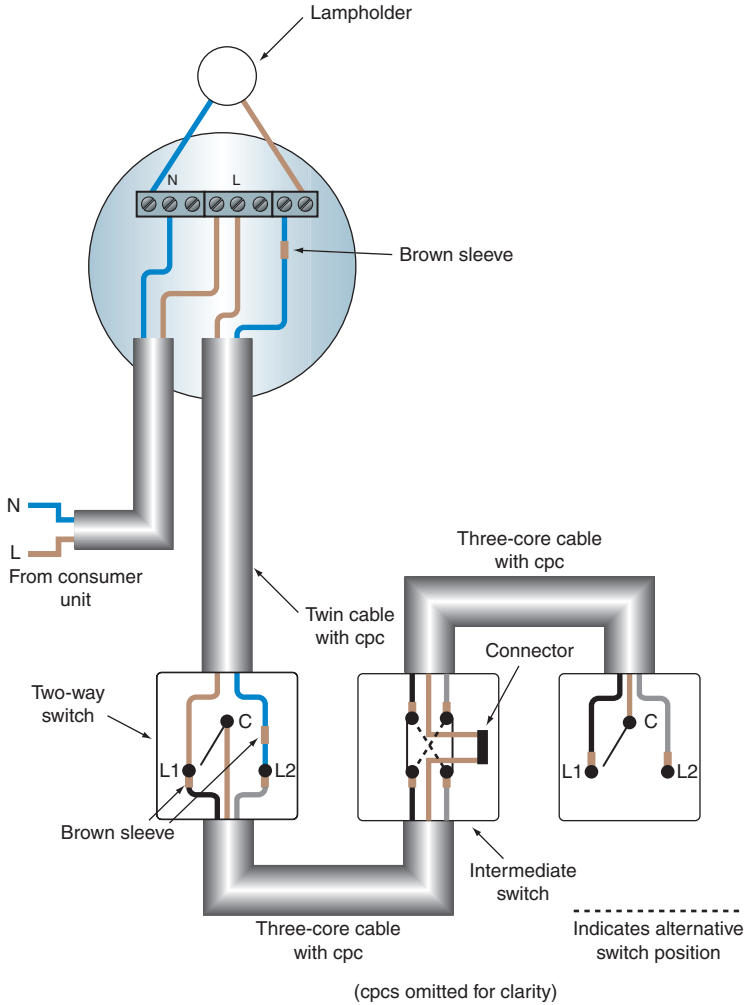 Lampholder
N
L
Brown sleeve
N
L
From consumer
unit
Twin cable
with cpc
Three-core cable
with cpc
Connector
Two-way
switch
C
L1
L2
Brown sleeve
C
L1
L2
Intermediate
switch
Three-core cable
with cpc
Indicates alternative
switch position
(cpcs omitted for clarity)